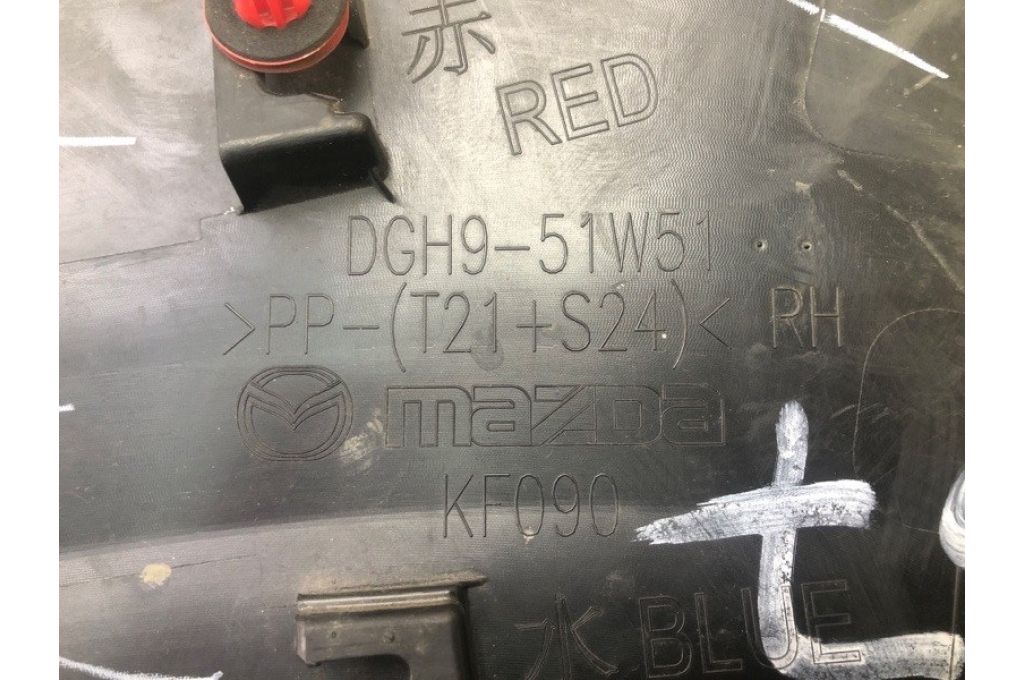 赤
RED
DGH9-51W51
>PP-(T21+S24)< RH
mazda
KF090
水 BLUE